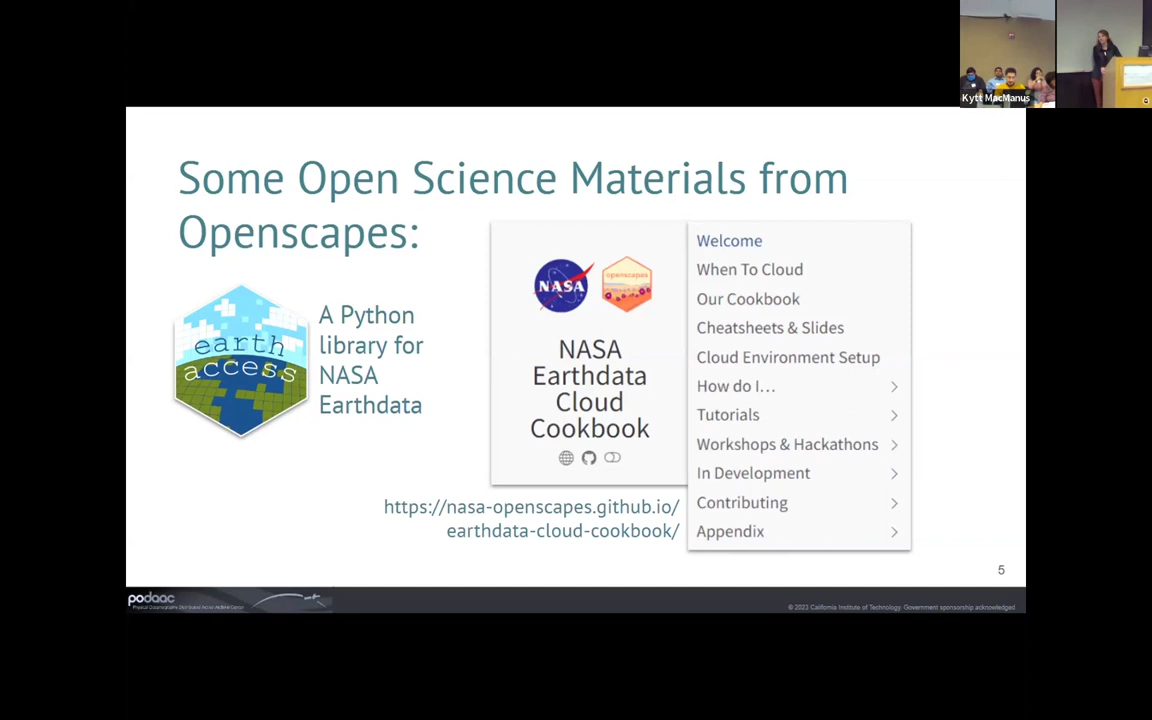 Kytt MacManus
Some Open Science Materials from
Openscapes:
earth
access
A Python
library for
NASA
Earthdata
NASA
openscapes
NASA
Earthdata
Cloud
Cookbook
https://nasa-openscapes.github.io/
earthdata-cloud-cookbook/
Welcome
When To Cloud
Our Cookbook
Cheatsheets & Slides
Cloud Environment Setup
How do I...
Tutorials
Workshops & Hackathons
In Development
Contributing
Appendix
5
podaac
Physical Oceanography Distributed Active Archive Center
© 2023 California Institute of Technology. Government sponsorship acknowledged